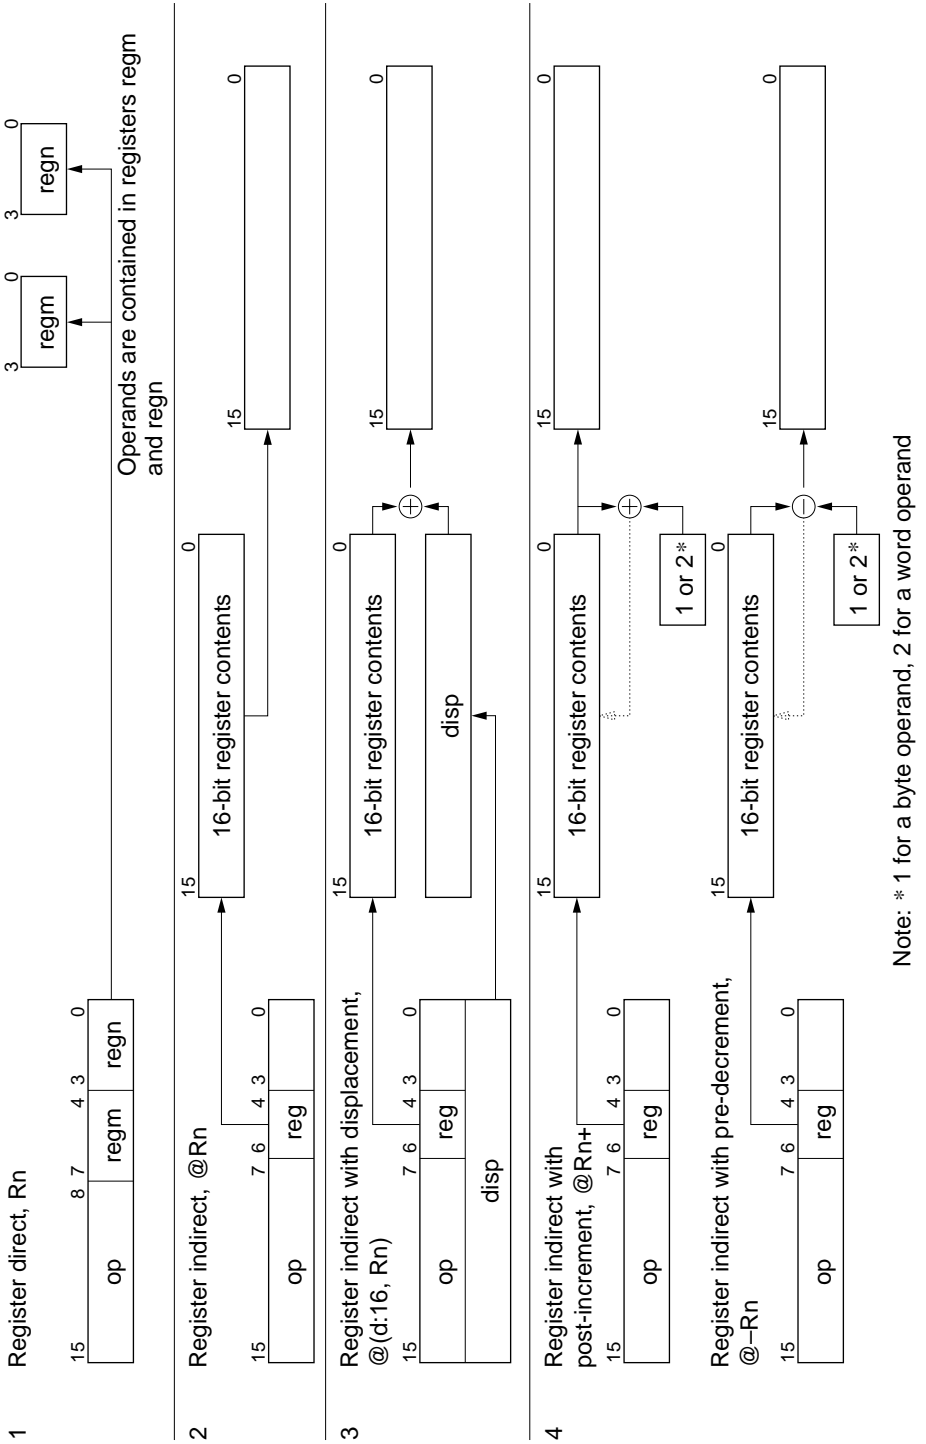 1
Register direct, Rn
15 8 7 4 3 0
op regm regn
3 0 3 0
regm regn
Operands are contained in registers regm
and regn
2
Register indirect, @Rn
15 7 6 4 3 0
op reg
15 0
16-bit register contents
15 0
3
Register indirect with displacement,
@(d:16, Rn)
15 7 6 4 3 0
op reg
disp
15 0
16-bit register contents
disp
+
15 0
4
Register indirect with
post-increment, @Rn+
15 7 6 4 3 0
op reg
15 0
16-bit register contents
+
1 or 2*
15 0
Register indirect with pre-decrement,
@–Rn
15 7 6 4 3 0
op reg
15 0
16-bit register contents
–
1 or 2*
15 0
Note: * 1 for a byte operand, 2 for a word operand